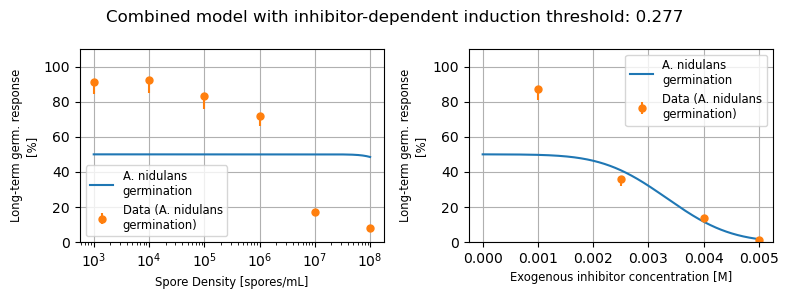 Combined model with inhibitor-dependent induction threshold: 0.277
Long-term germ. response
[%]
100
80
60
40
20
0
A. nidulans
germination
Data (A. nidulans
germination)
10³ 10⁴ 10⁵ 10⁶ 10⁷ 10⁸
Spore Density [spores/mL]
Long-term germ. response
[%]
100
80
60
40
20
0
A. nidulans
germination
Data (A. nidulans
germination)
0.000 0.001 0.002 0.003 0.004 0.005
Exogenous inhibitor concentration [M]